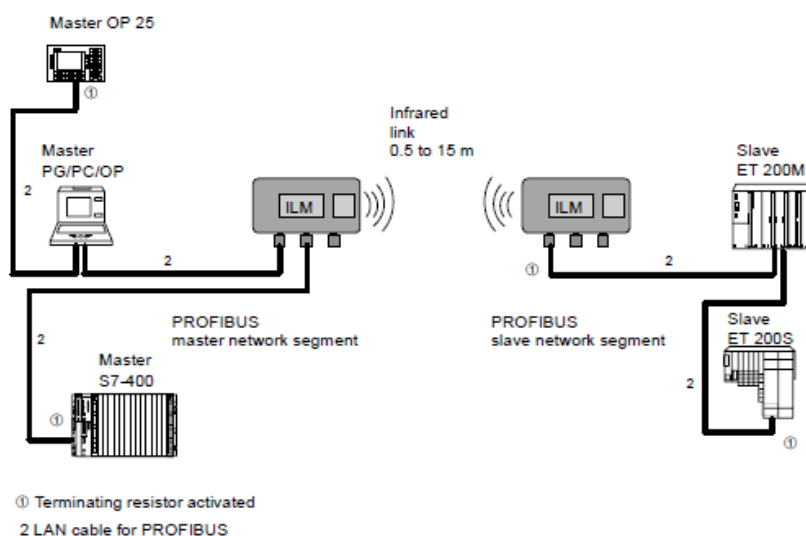 Master OP 25
①
Infrared
link
0.5 to 15 m
Master
PG/PC/OP
2
ILM
ILM
Slave
ET 200M
2
①
2
PROFIBUS
master network segment
PROFIBUS
slave network segment
Slave
ET 200S
2
Master
S7-400
2
①
①
① Terminating resistor activated
2 LAN cable for PROFIBUS